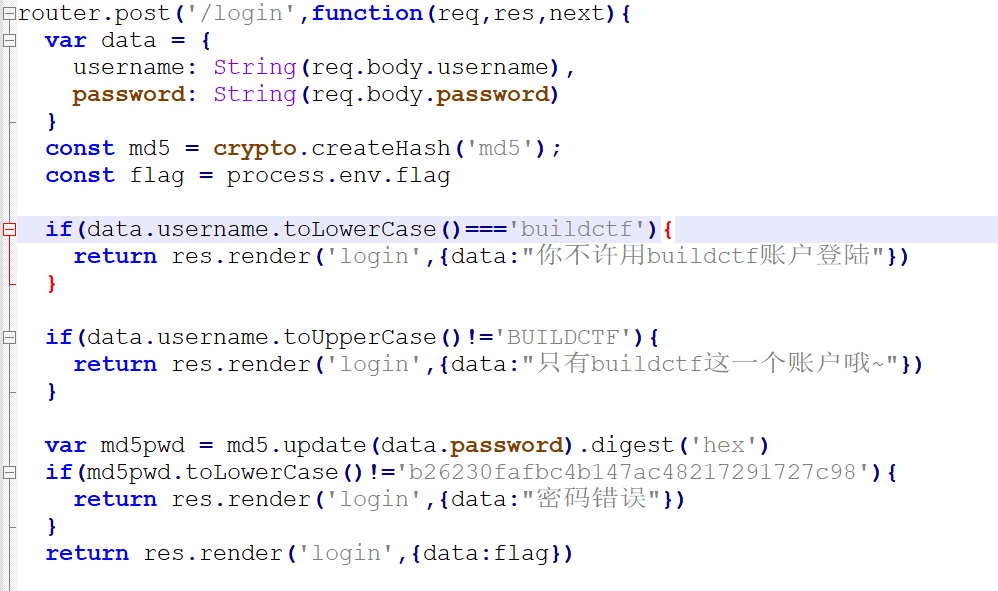 router.post('/login',function(req,res,next){
  var data = {
    username: String(req.body.username),
    password: String(req.body.password)
  }
  const md5 = crypto.createHash('md5');
  const flag = process.env.flag
  if(data.username.toLowerCase()==='buildctf'){
    return res.render('login',{data:"你不许用buildctf账户登陆"})
  }
  if(data.username.toUpperCase()!='BUILDCTF'){
    return res.render('login',{data:"只有buildctf这一个账户哦~"})
  }
  var md5pwd = md5.update(data.password).digest('hex')
  if(md5pwd.toLowerCase()!='b26230fafbc4b147ac48217291727c98'){
    return res.render('login',{data:"密码错误"})
  }
  return res.render('login',{data:flag})